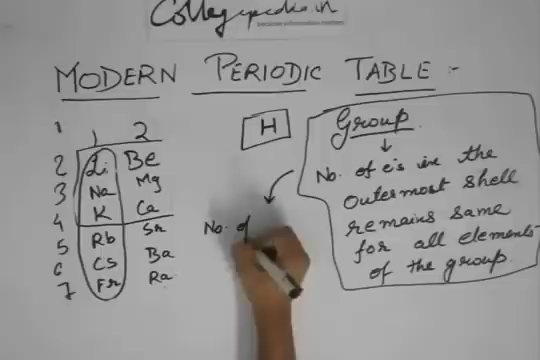 Collegepedia.in
MODERN PERIODIC TABLE :-
1 1 2 H
2 Li Be
3 Na Mg
4 K Ca
5 Rb Sr
6 Cs Ba
7 Fr Ra
Group
No. of e's in the
outermost shell
remains same
for all elements
of the group.
No. of